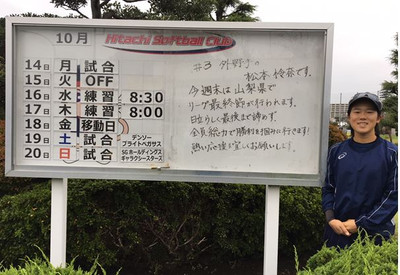 10月
Hitachi Softball Club
14日 月 試合
15日 火 OFF
16日 水 練習 8:30
17日 木 練習 8:00
18日 金 移動日
19日 土 試合 デンソー ブライトペガサス
20日 日 試合 SGホールディングス ギャラクシースターズ
#3 外野手の
松本 怜奈です。
今週末は山梨県で
リーグ最終節が行われます。
日立らしく最後まで諦めず、
全員総力で勝利を掴みに行きます!
熱い応援宜しくお願いします。